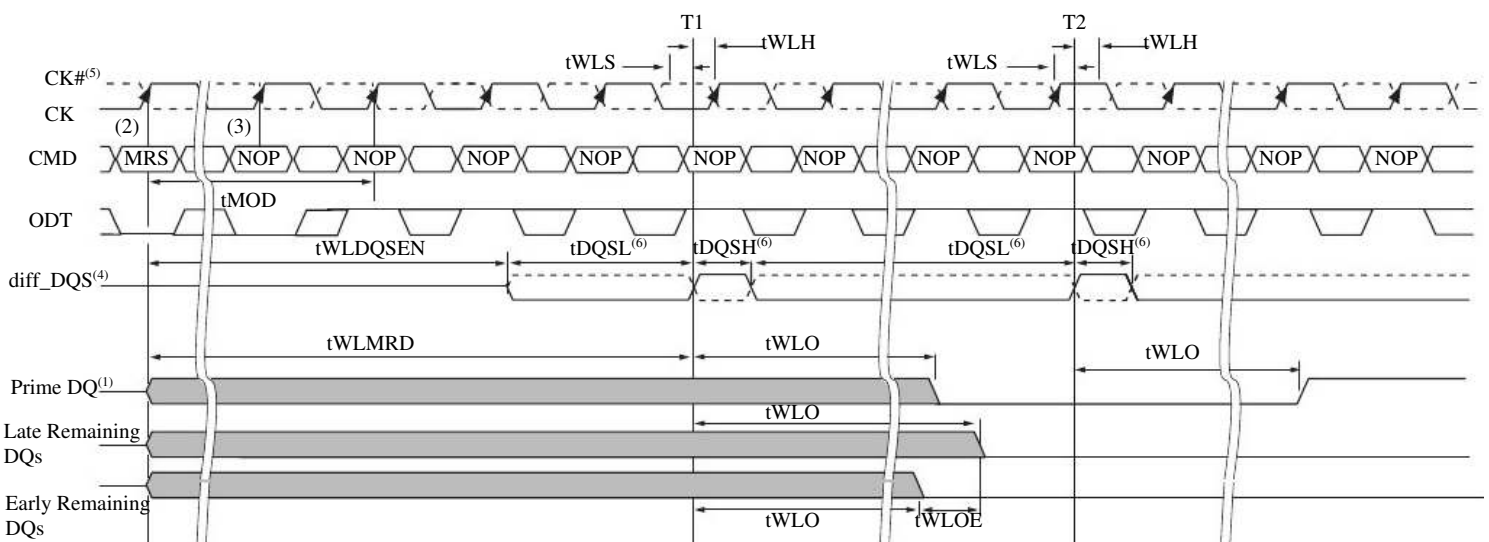 T1 T2
tWLH tWLH
tWLS tWLS
CK#(5)
CK
(2) (3)
CMD MRS NOP NOP NOP NOP NOP NOP NOP NOP NOP NOP NOP
tMOD
ODT
tWLDQSEN tDQSL(6) tDQSH(6) tDQSL(6) tDQSH(6)
diff_DQS(4)
tWLMRD tWLO
tWLO
Prime DQ(1)
tWLO
Late Remaining
DQs
Early Remaining
DQs
tWLO tWLOE